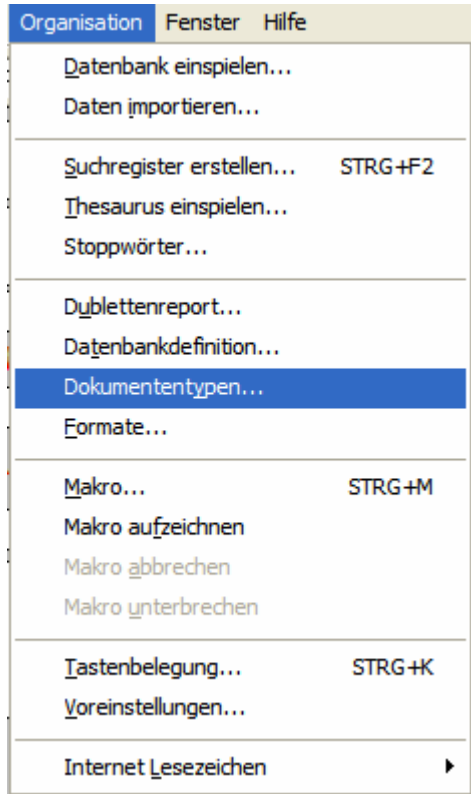 Organisation Fenster Hilfe
Datenbank einspielen...
Daten importieren...
Suchregister erstellen... STRG+F2
Thesaurus einspielen...
Stoppwörter...
Dublettenreport...
Datenbankdefinition...
Dokumententypen...
Formate...
Makro... STRG+M
Makro aufzeichnen
Makro abbrechen
Makro unterbrechen
Tastenbelegung... STRG+K
Voreinstellungen...
Internet Lesezeichen